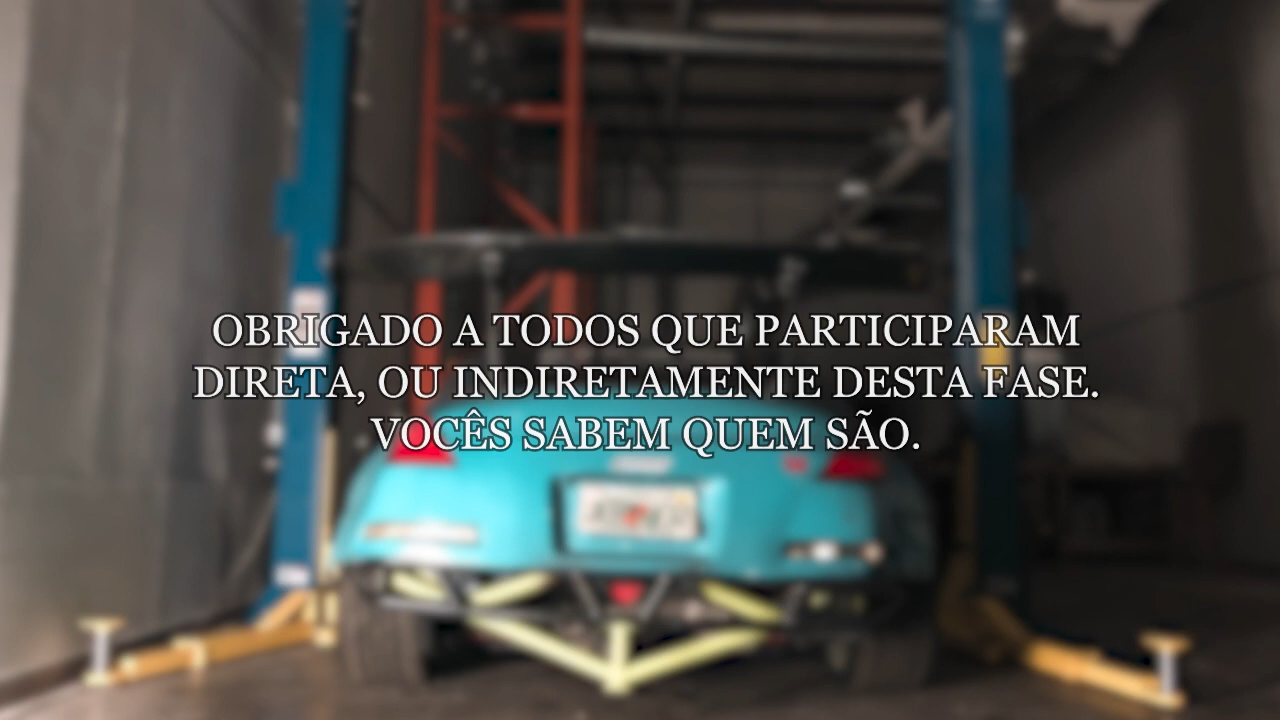 OBRIGADO A TODOS QUE PARTICIPARAM
DIRETA, OU INDIRETAMENTE DESTA FASE.
VOCÊS SABEM QUEM SÃO.